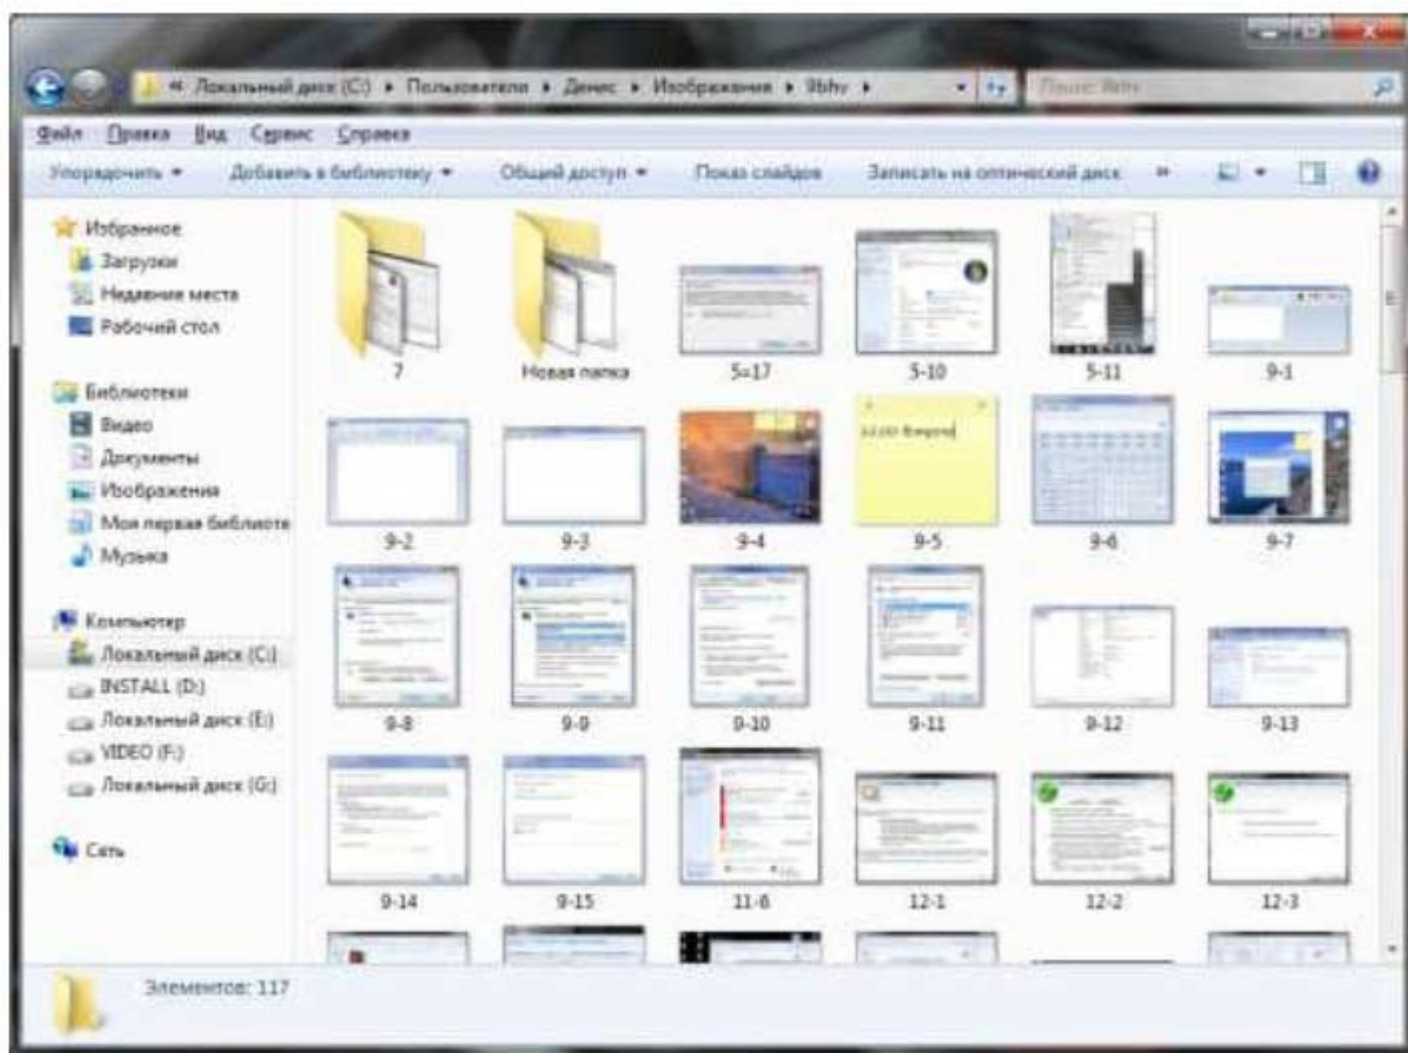 « Локальный диск (C:) ▸ Пользователи ▸ Денис ▸ Изображения ▸ 9bhv ▸ Поиск: 9bhv
Файл Правка Вид Сервис Справка
Упорядочить ▾ Добавить в библиотеку ▾ Общий доступ ▾ Показ слайдов Записать на оптический диск »
Избранное
Загрузки
Недавние места
Рабочий стол
Библиотеки
Видео
Документы
Изображения
Моя первая библиоте
Музыка
Компьютер
Локальный диск (C:)
INSTALL (D:)
Локальный диск (E:)
VIDEO (F:)
Локальный диск (G:)
Сеть
7 Новая папка 5=17 5-10 5-11 9-1
9-2 9-3 9-4 9-5 9-6 9-7
9-8 9-9 9-10 9-11 9-12 9-13
9-14 9-15 11-6 12-1 12-2 12-3
Элементов: 117